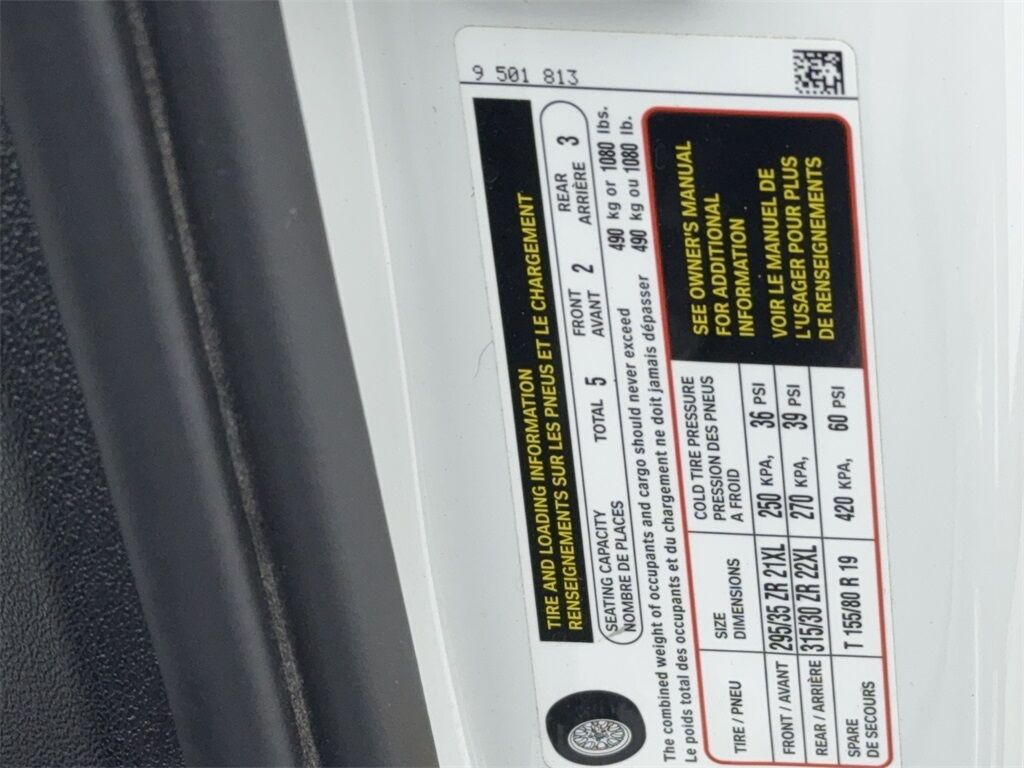 9 501 813
TIRE AND LOADING INFORMATION
RENSEIGNEMENTS SUR LES PNEUS ET LE CHARGEMENT
SEATING CAPACITY
NOMBRE DE PLACES
TOTAL 5
FRONT
AVANT
2
REAR
ARRIÈRE
3
The combined weight of occupants and cargo should never exceed 490 kg or 1080 lbs.
Le poids total des occupants et du chargement ne doit jamais dépasser 490 kg ou 1080 lb.
TIRE / PNEU
SIZE
DIMENSIONS
COLD TIRE PRESSURE
PRESSION DES PNEUS
A FROID
FRONT / AVANT 295/35 ZR 21XL 250 KPA, 36 PSI
REAR / ARRIÈRE 315/30 ZR 22XL 270 KPA, 39 PSI
SPARE
DE SECOURS
T 155/80 R 19 420 KPA, 60 PSI
SEE OWNER'S MANUAL
FOR ADDITIONAL
INFORMATION
VOIR LE MANUEL DE
L'USAGER POUR PLUS
DE RENSEIGNEMENTS